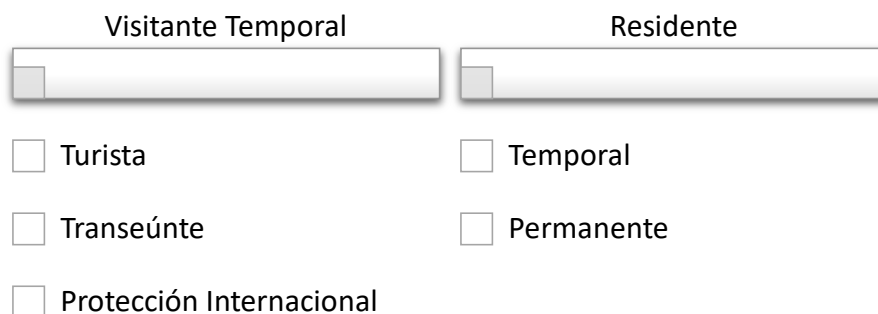 Visitante Temporal
Turista
Transeúnte
Protección Internacional
Residente
Temporal
Permanente